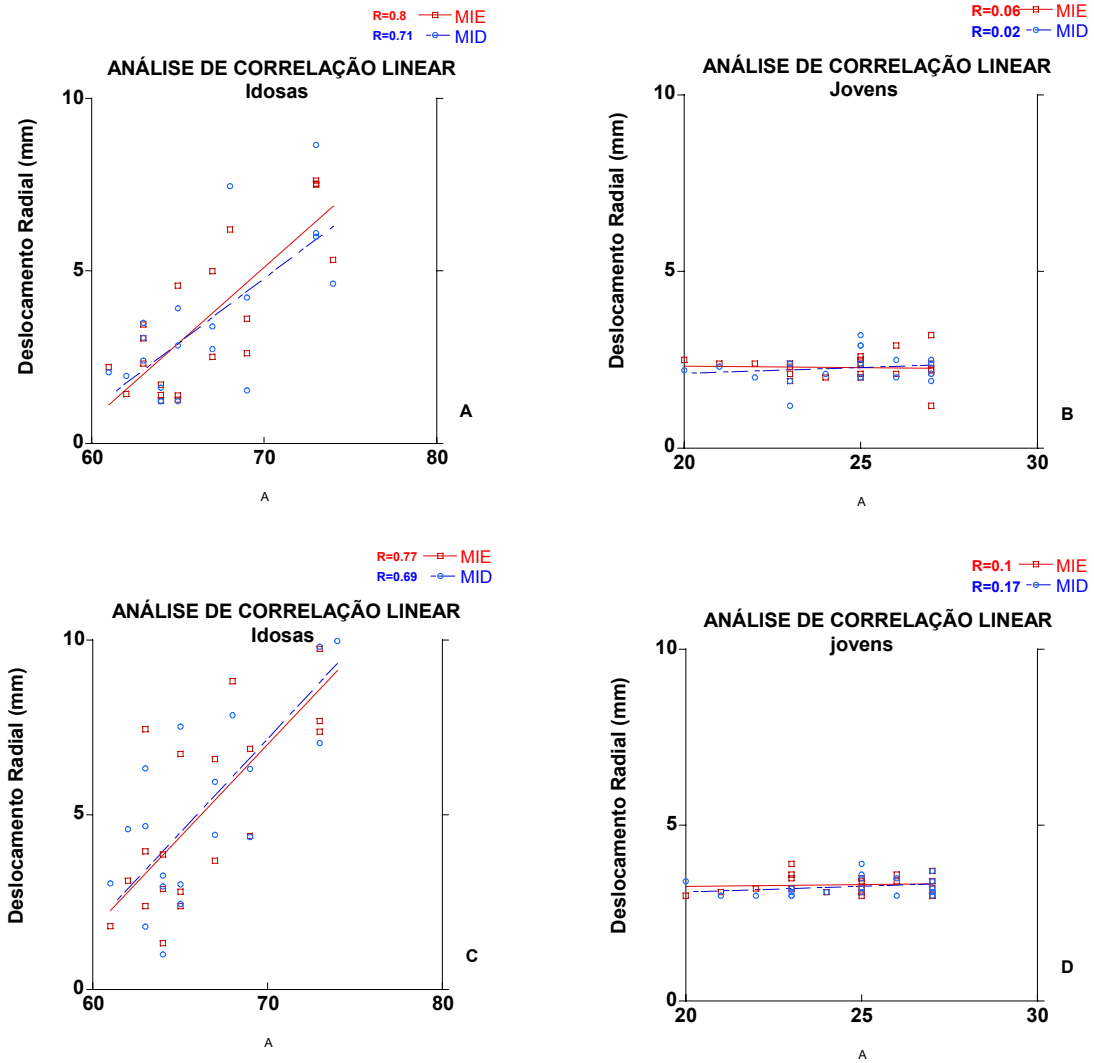 R=0.8 MIE
R=0.71 MID
ANÁLISE DE CORRELAÇÃO LINEAR
Idosas
Deslocamento Radial (mm)
10
5
0
60 70 80
A
A
R=0.06 MIE
R=0.02 MID
ANÁLISE DE CORRELAÇÃO LINEAR
Jovens
Deslocamento Radial (mm)
10
5
0
20 25 30
B
A
R=0.77 MIE
R=0.69 MID
ANÁLISE DE CORRELAÇÃO LINEAR
Idosas
Deslocamento Radial (mm)
10
5
0
60 70 80
C
A
R=0.1 MIE
R=0.17 MID
ANÁLISE DE CORRELAÇÃO LINEAR
jovens
Deslocamento Radial (mm)
10
5
0
20 25 30
D
A